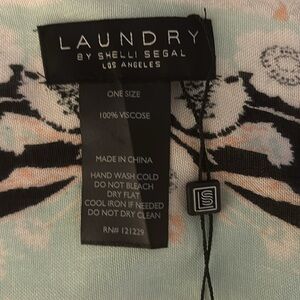 LAUNDRY
BY SHELLI SEGAL
LOS ANGELES
ONE SIZE
100% VISCOSE
MADE IN CHINA
HAND WASH COLD
DO NOT BLEACH
DRY FLAT
COOL IRON IF NEEDED
DO NOT DRY CLEAN
RN# 121229
S